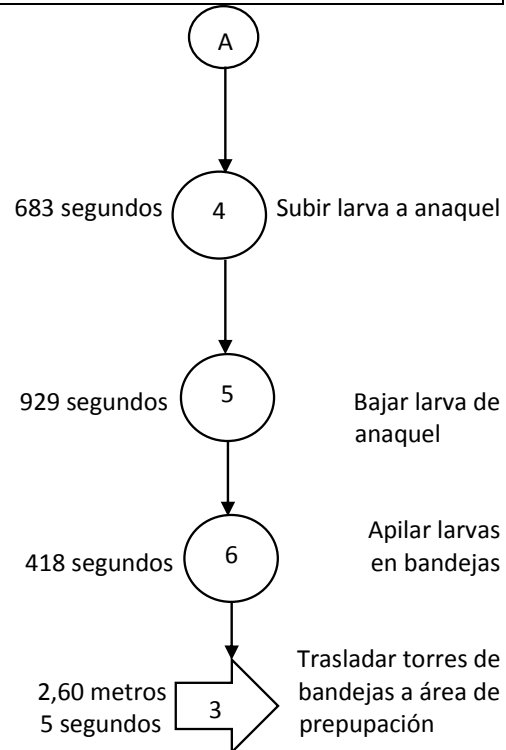 A
683 segundos 4 Subir larva a anaquel
929 segundos 5 Bajar larva de
anaquel
418 segundos 6 Apilar larvas
en bandejas
2,60 metros
5 segundos 3 Trasladar torres de
bandejas a área de
prepupación